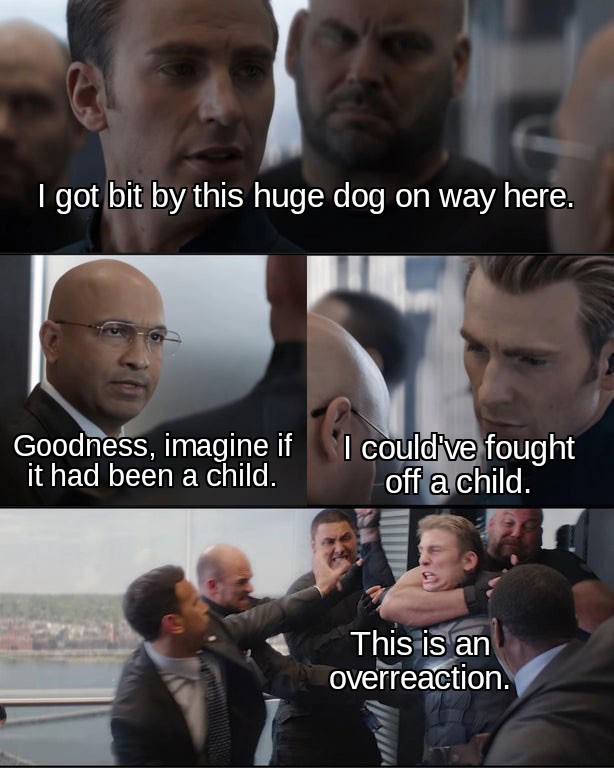 I got bit by this huge dog on way here.
Goodness, imagine if
it had been a child.
I could've fought
off a child.
This is an
overreaction.